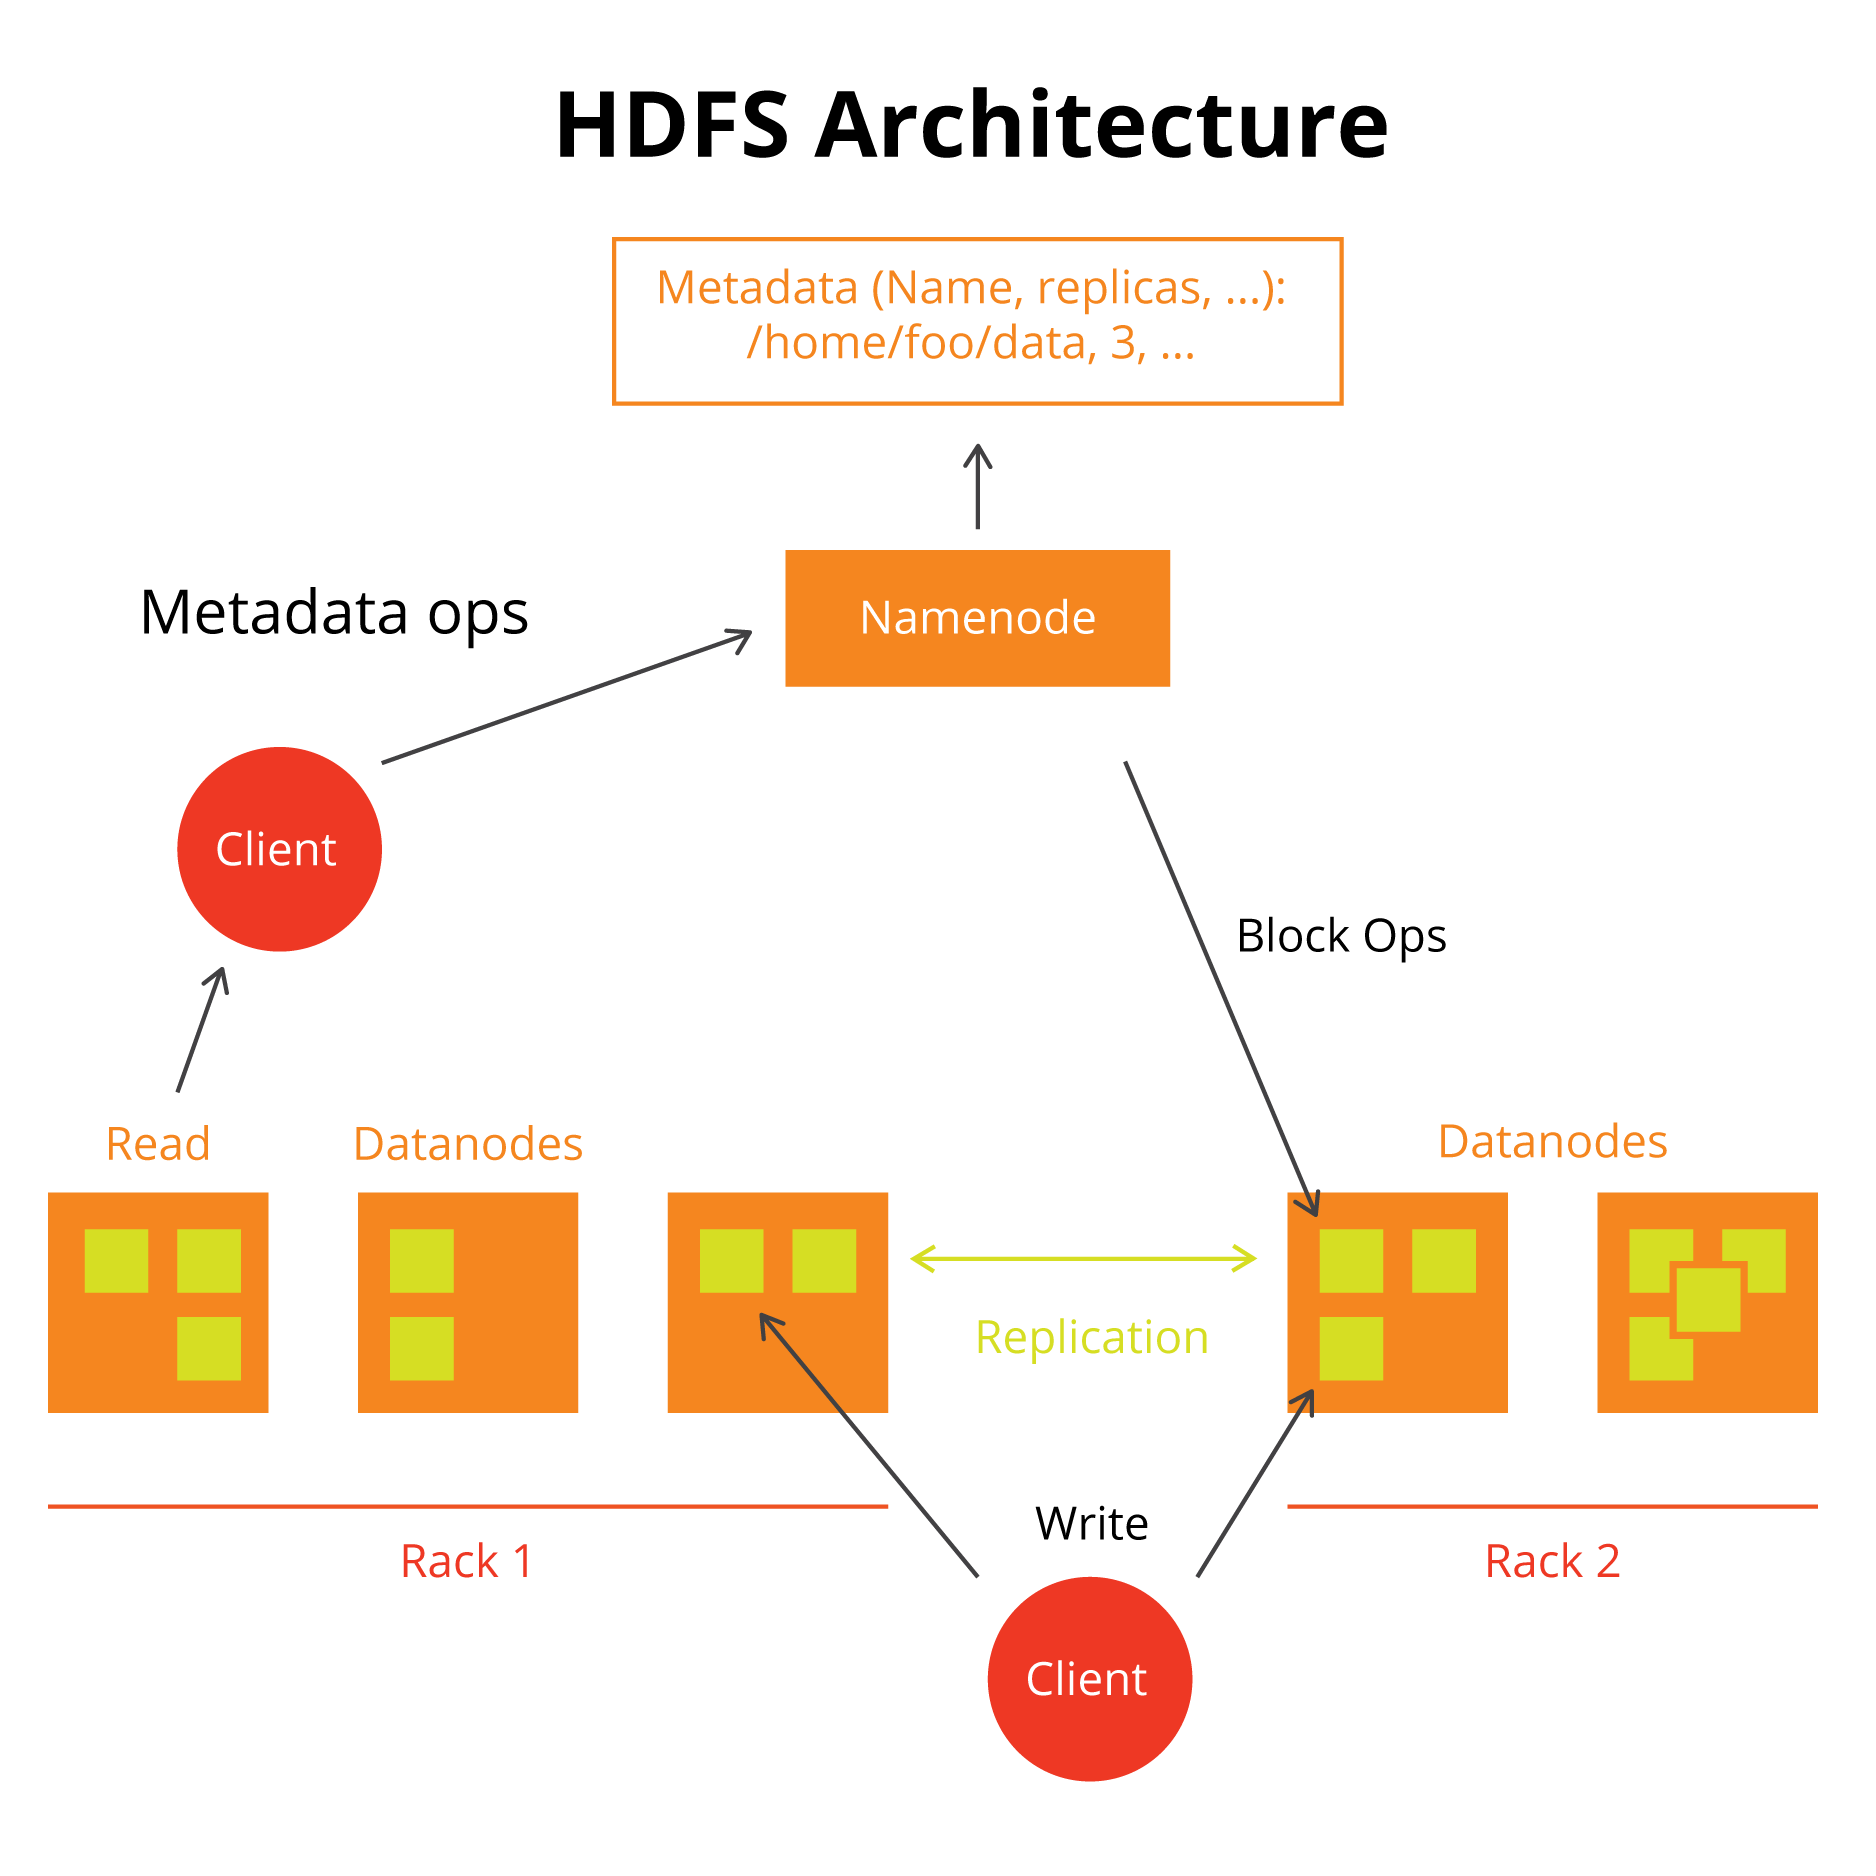 HDFS Architecture
Metadata (Name, replicas, ...):
/home/foo/data, 3, ...
Namenode
Metadata ops
Client
Block Ops
Read
Datanodes
Datanodes
Replication
Write
Rack 1
Rack 2
Client